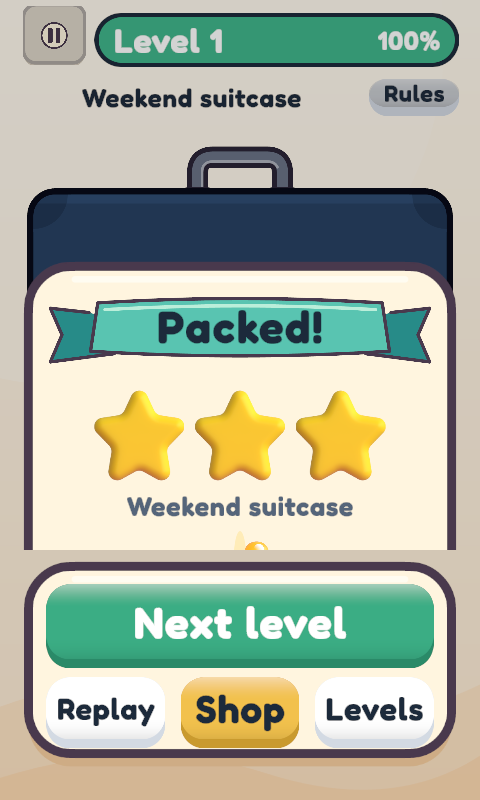 Level 1 100%
Weekend suitcase
Rules
Packed!
Weekend suitcase
Next level
Replay
Shop
Levels